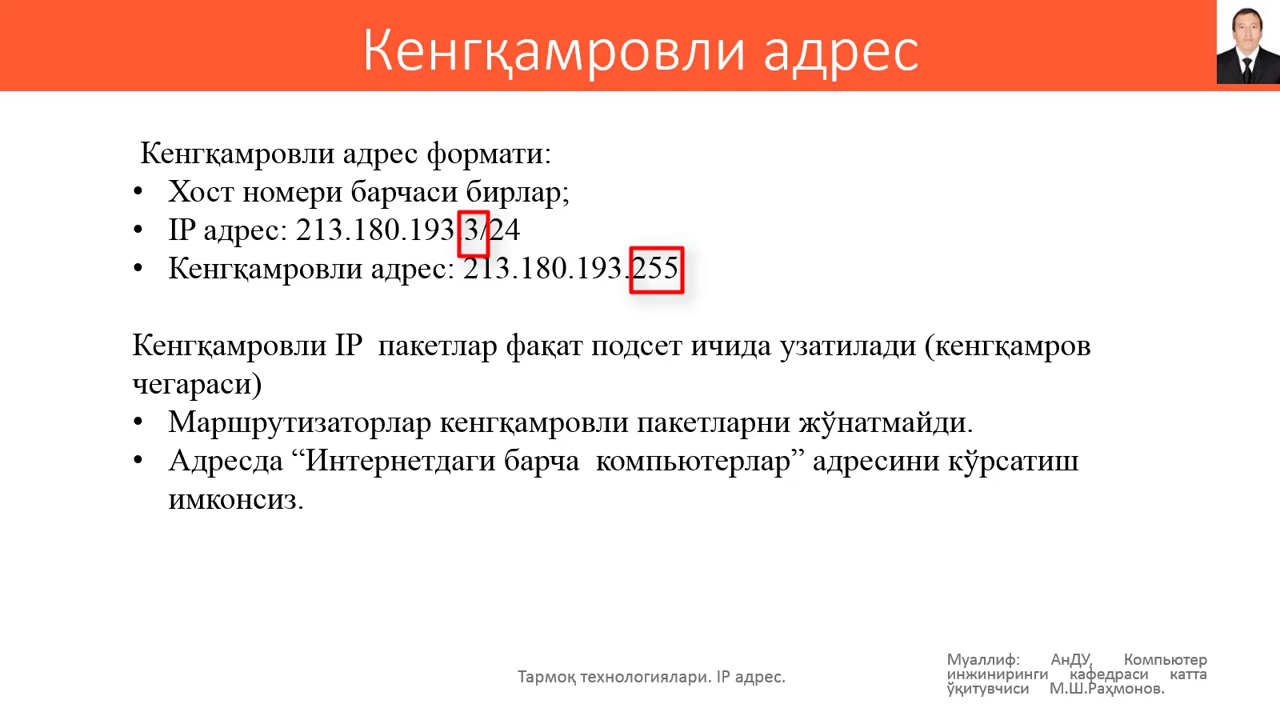 Кенгқамровли адрес
Кенгқамровли адрес формати:
• Хост номери барчаси бирлар;
• IP адрес: 213.180.193.3/24
• Кенгқамровли адрес: 213.180.193.255
Кенгқамровли IP пакетлар фақат подсет ичида узатилади (кенгқамров
чегараси)
• Маршрутизаторлар кенгқамровли пакетларни жўнатмайди.
• Адресда “Интернетдаги барча компьютерлар” адресини кўрсатиш
имконсиз.
Тармоқ технологиялари. IP адрес.
Муаллиф: АнДУ, Компьютер
инжиниринги кафедраси катта
ўқитувчиси М.Ш.Раҳмонов.